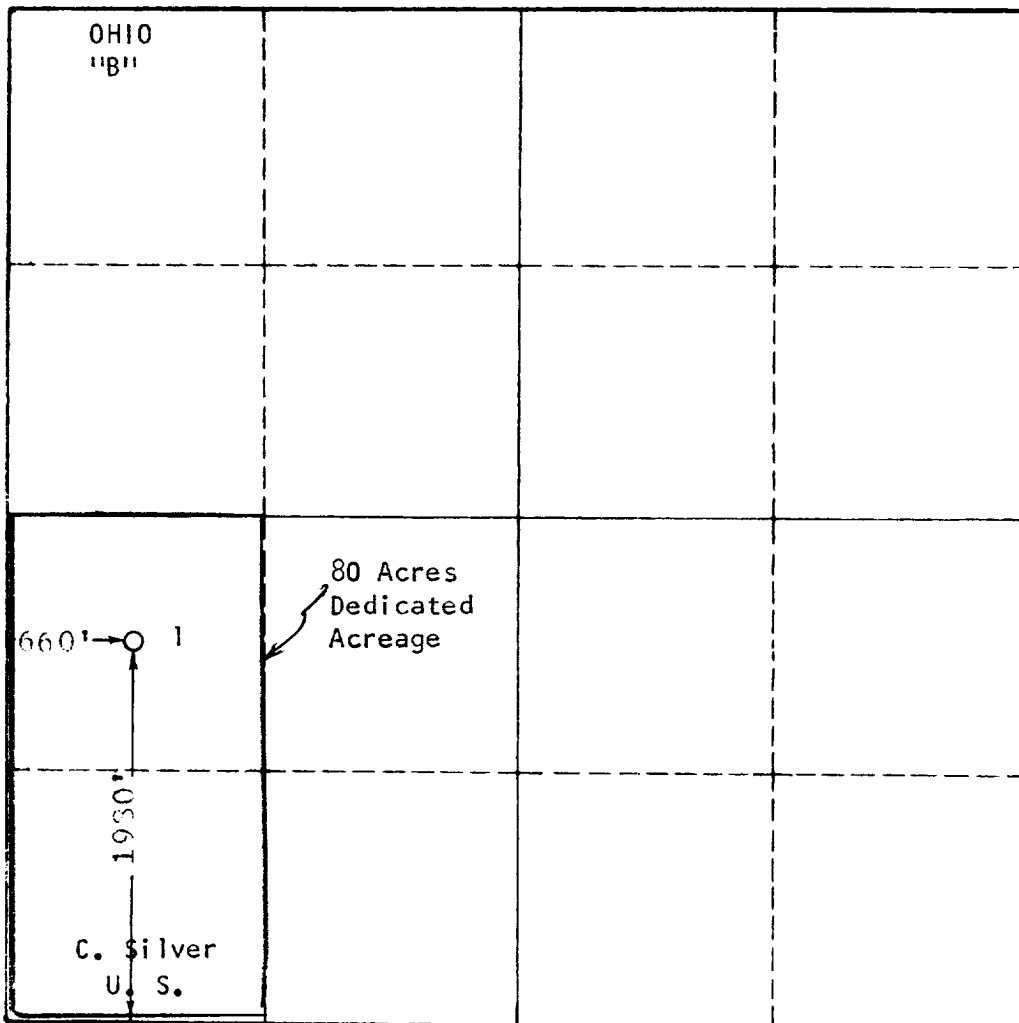 OHIO
"B"
80 Acres
Dedicated
Acreage
660'
1
1980'
C. Silver
U. S.